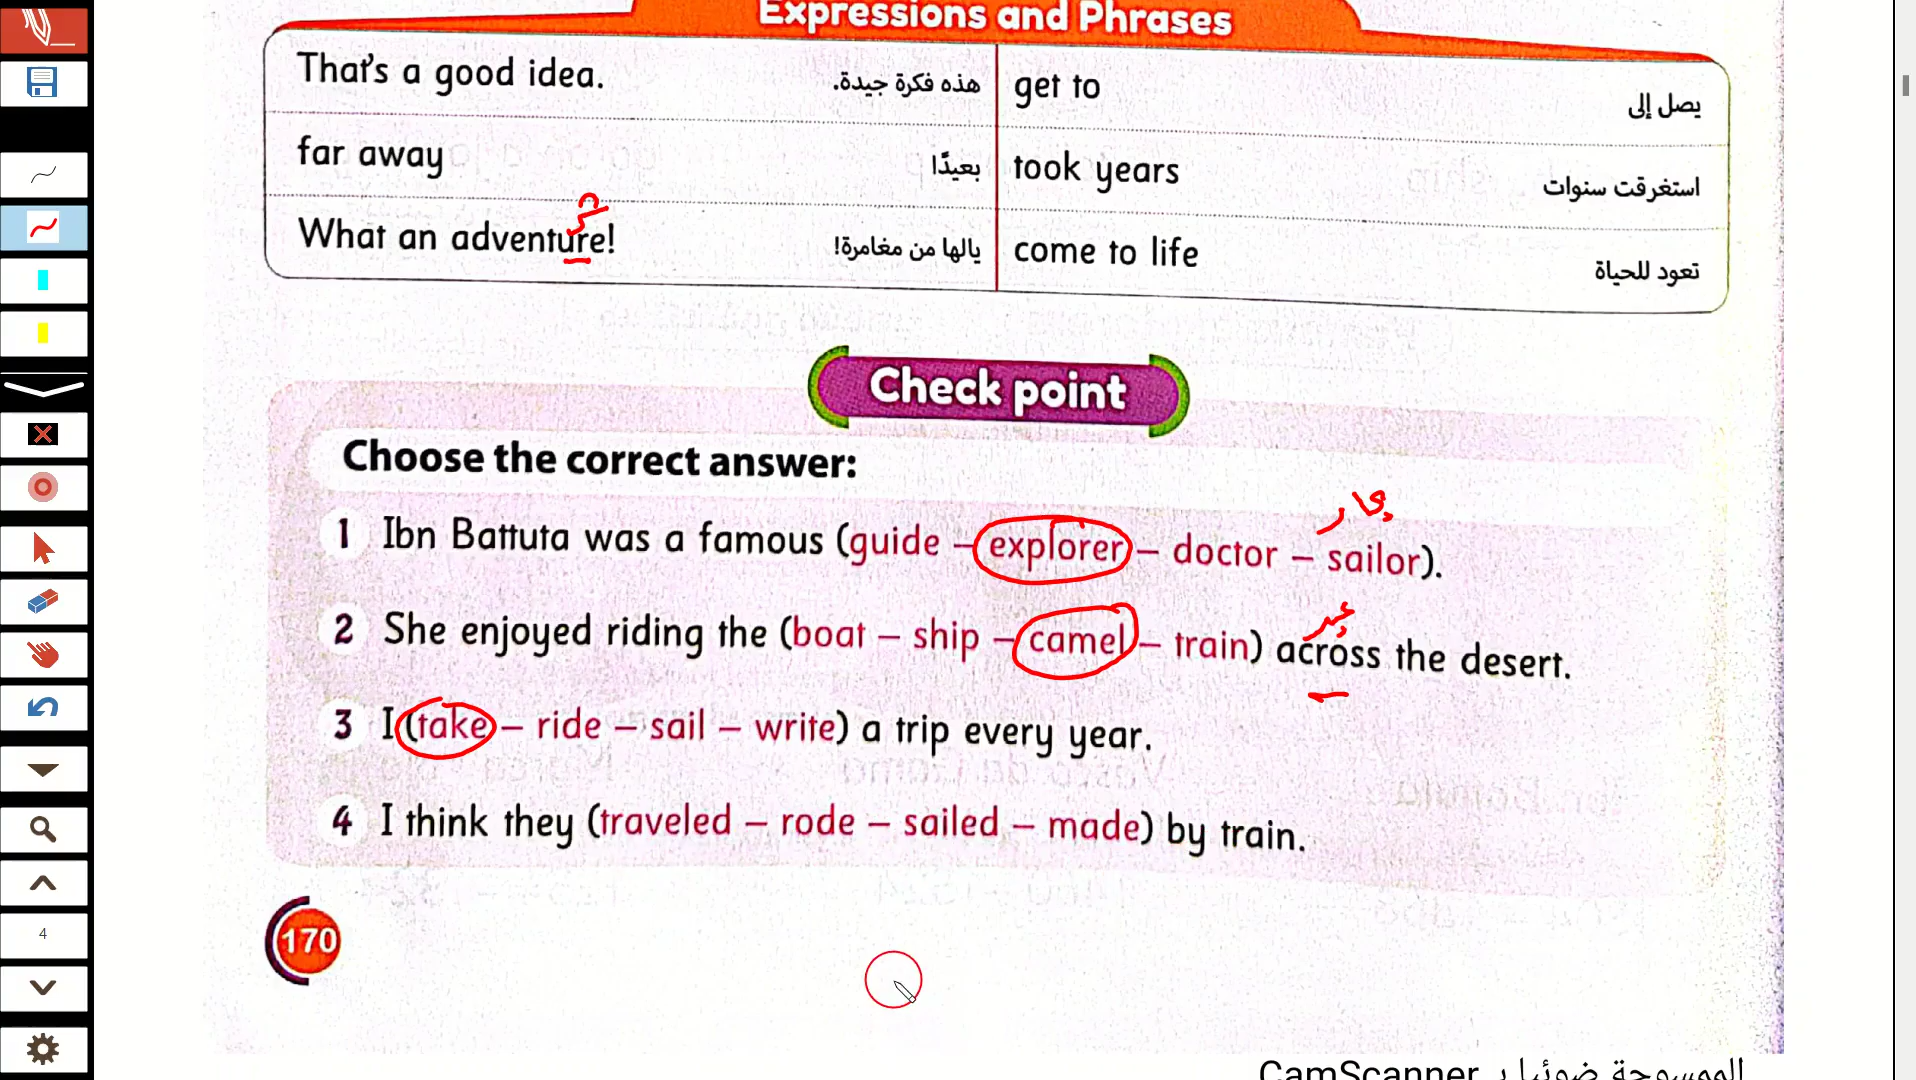 Expressions and Phrases
That's a good idea. هذه فكرة جيدة.
get to يصل إلى
far away بعيدًا
took years استغرقت سنوات
What an adventure! يالها من مغامرة!
come to life تعود للحياة
Check point
Choose the correct answer:
1 Ibn Battuta was a famous (guide – explorer – doctor – sailor).
بحار
2 She enjoyed riding the (boat – ship – camel – train) across the desert.
عبر
3 I (take – ride – sail – write) a trip every year.
4 I think they (traveled – rode – sailed – made) by train.
170
4
الممسوحة ضوئيا بـ CamScanner